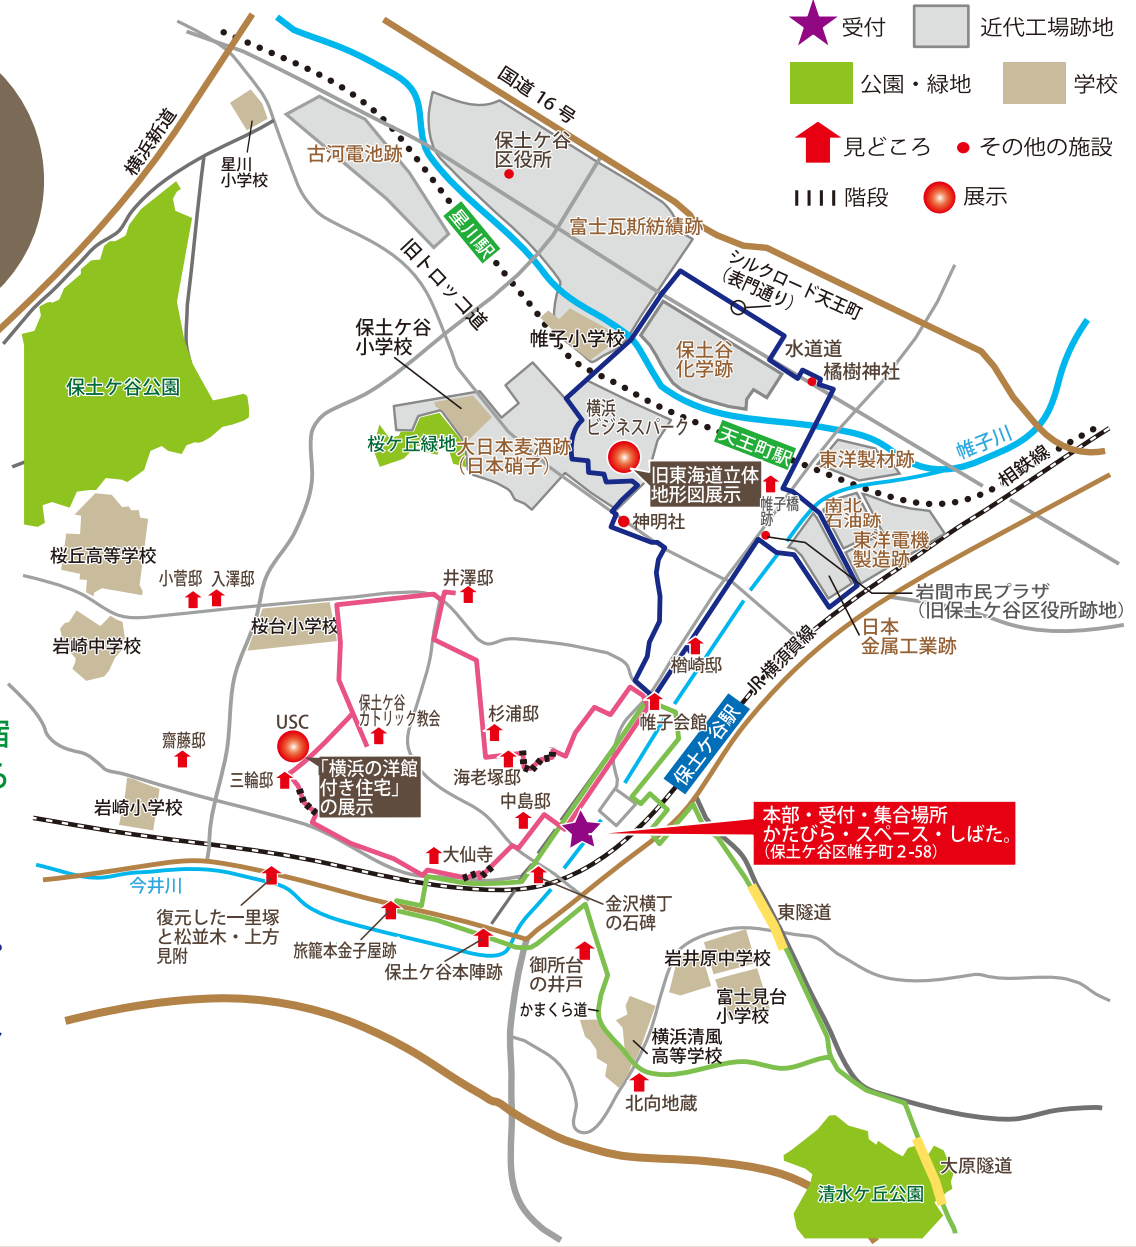 受付
近代工場跡地
公園・緑地
学校
見どころ
その他の施設
階段
展示
国道 16 号
横浜新道
星川
小学校
古河電池跡
保土ケ谷
区役所
富士瓦斯紡績跡
星川駅
旧トロッコ道
シルクロード天王町
（表門通り）
保土ケ谷
小学校
帷子小学校
保土谷
化学跡
水道道
橘樹神社
保土ケ谷公園
横浜
ビジネスパーク
天王町駅
帷子川
相鉄線
桜ケ丘緑地
大日本麦酒跡
（日本硝子）
旧東海道立体
地形図展示
東洋製材跡
帷子橋
跡
南北
石油跡
東洋電機
製造跡
神明社
桜丘高等学校
小菅邸
入澤邸
井澤邸
岩間市民プラザ
（旧保土ケ谷区役所跡地）
日本
金属工業跡
岩崎中学校
桜台小学校
楢崎邸
JR・横須賀線
保土ケ谷
カトリック教会
杉浦邸
帷子会館
保土ケ谷駅
宿
る
齋藤邸
USC
三輪邸
「横浜の洋館
付き住宅」
の展示
海老塚邸
中島邸
岩崎小学校
本部・受付・集合場所
かたびら・スペース・しばた。
（保土ケ谷区帷子町 2 -58）
大仙寺
今井川
復元した一里塚
と松並木・上方
見附
旅籠本金子屋跡
保土ケ谷本陣跡
金沢横丁
の石碑
東隧道
御所台
の井戸
かまくら道
岩井原中学校
富士見台
小学校
横浜清風
高等学校
北向地蔵
大原隧道
清水ケ丘公園